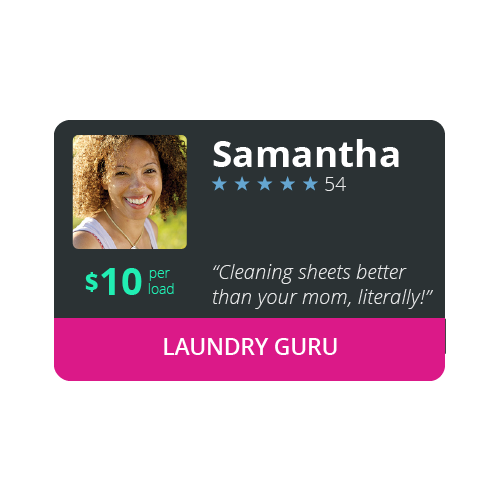 Samantha
★★★★★ 54
$10 per load
“Cleaning sheets better
than your mom, literally!”
LAUNDRY GURU